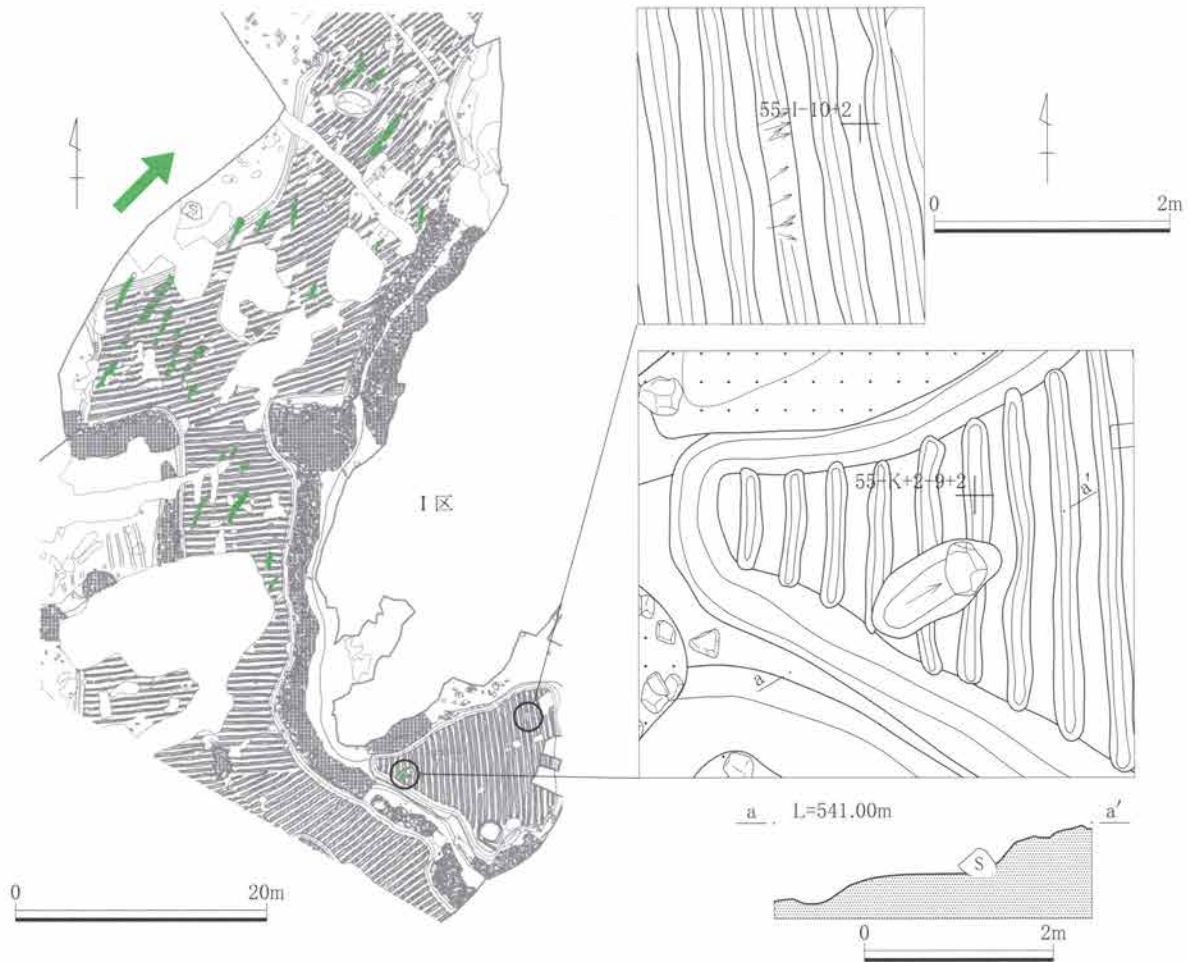 55-I-10+2
0 2m
I 区
55-K+2-9+2
a'
a
a L=541.00m a'
S
0 20m
0 2m